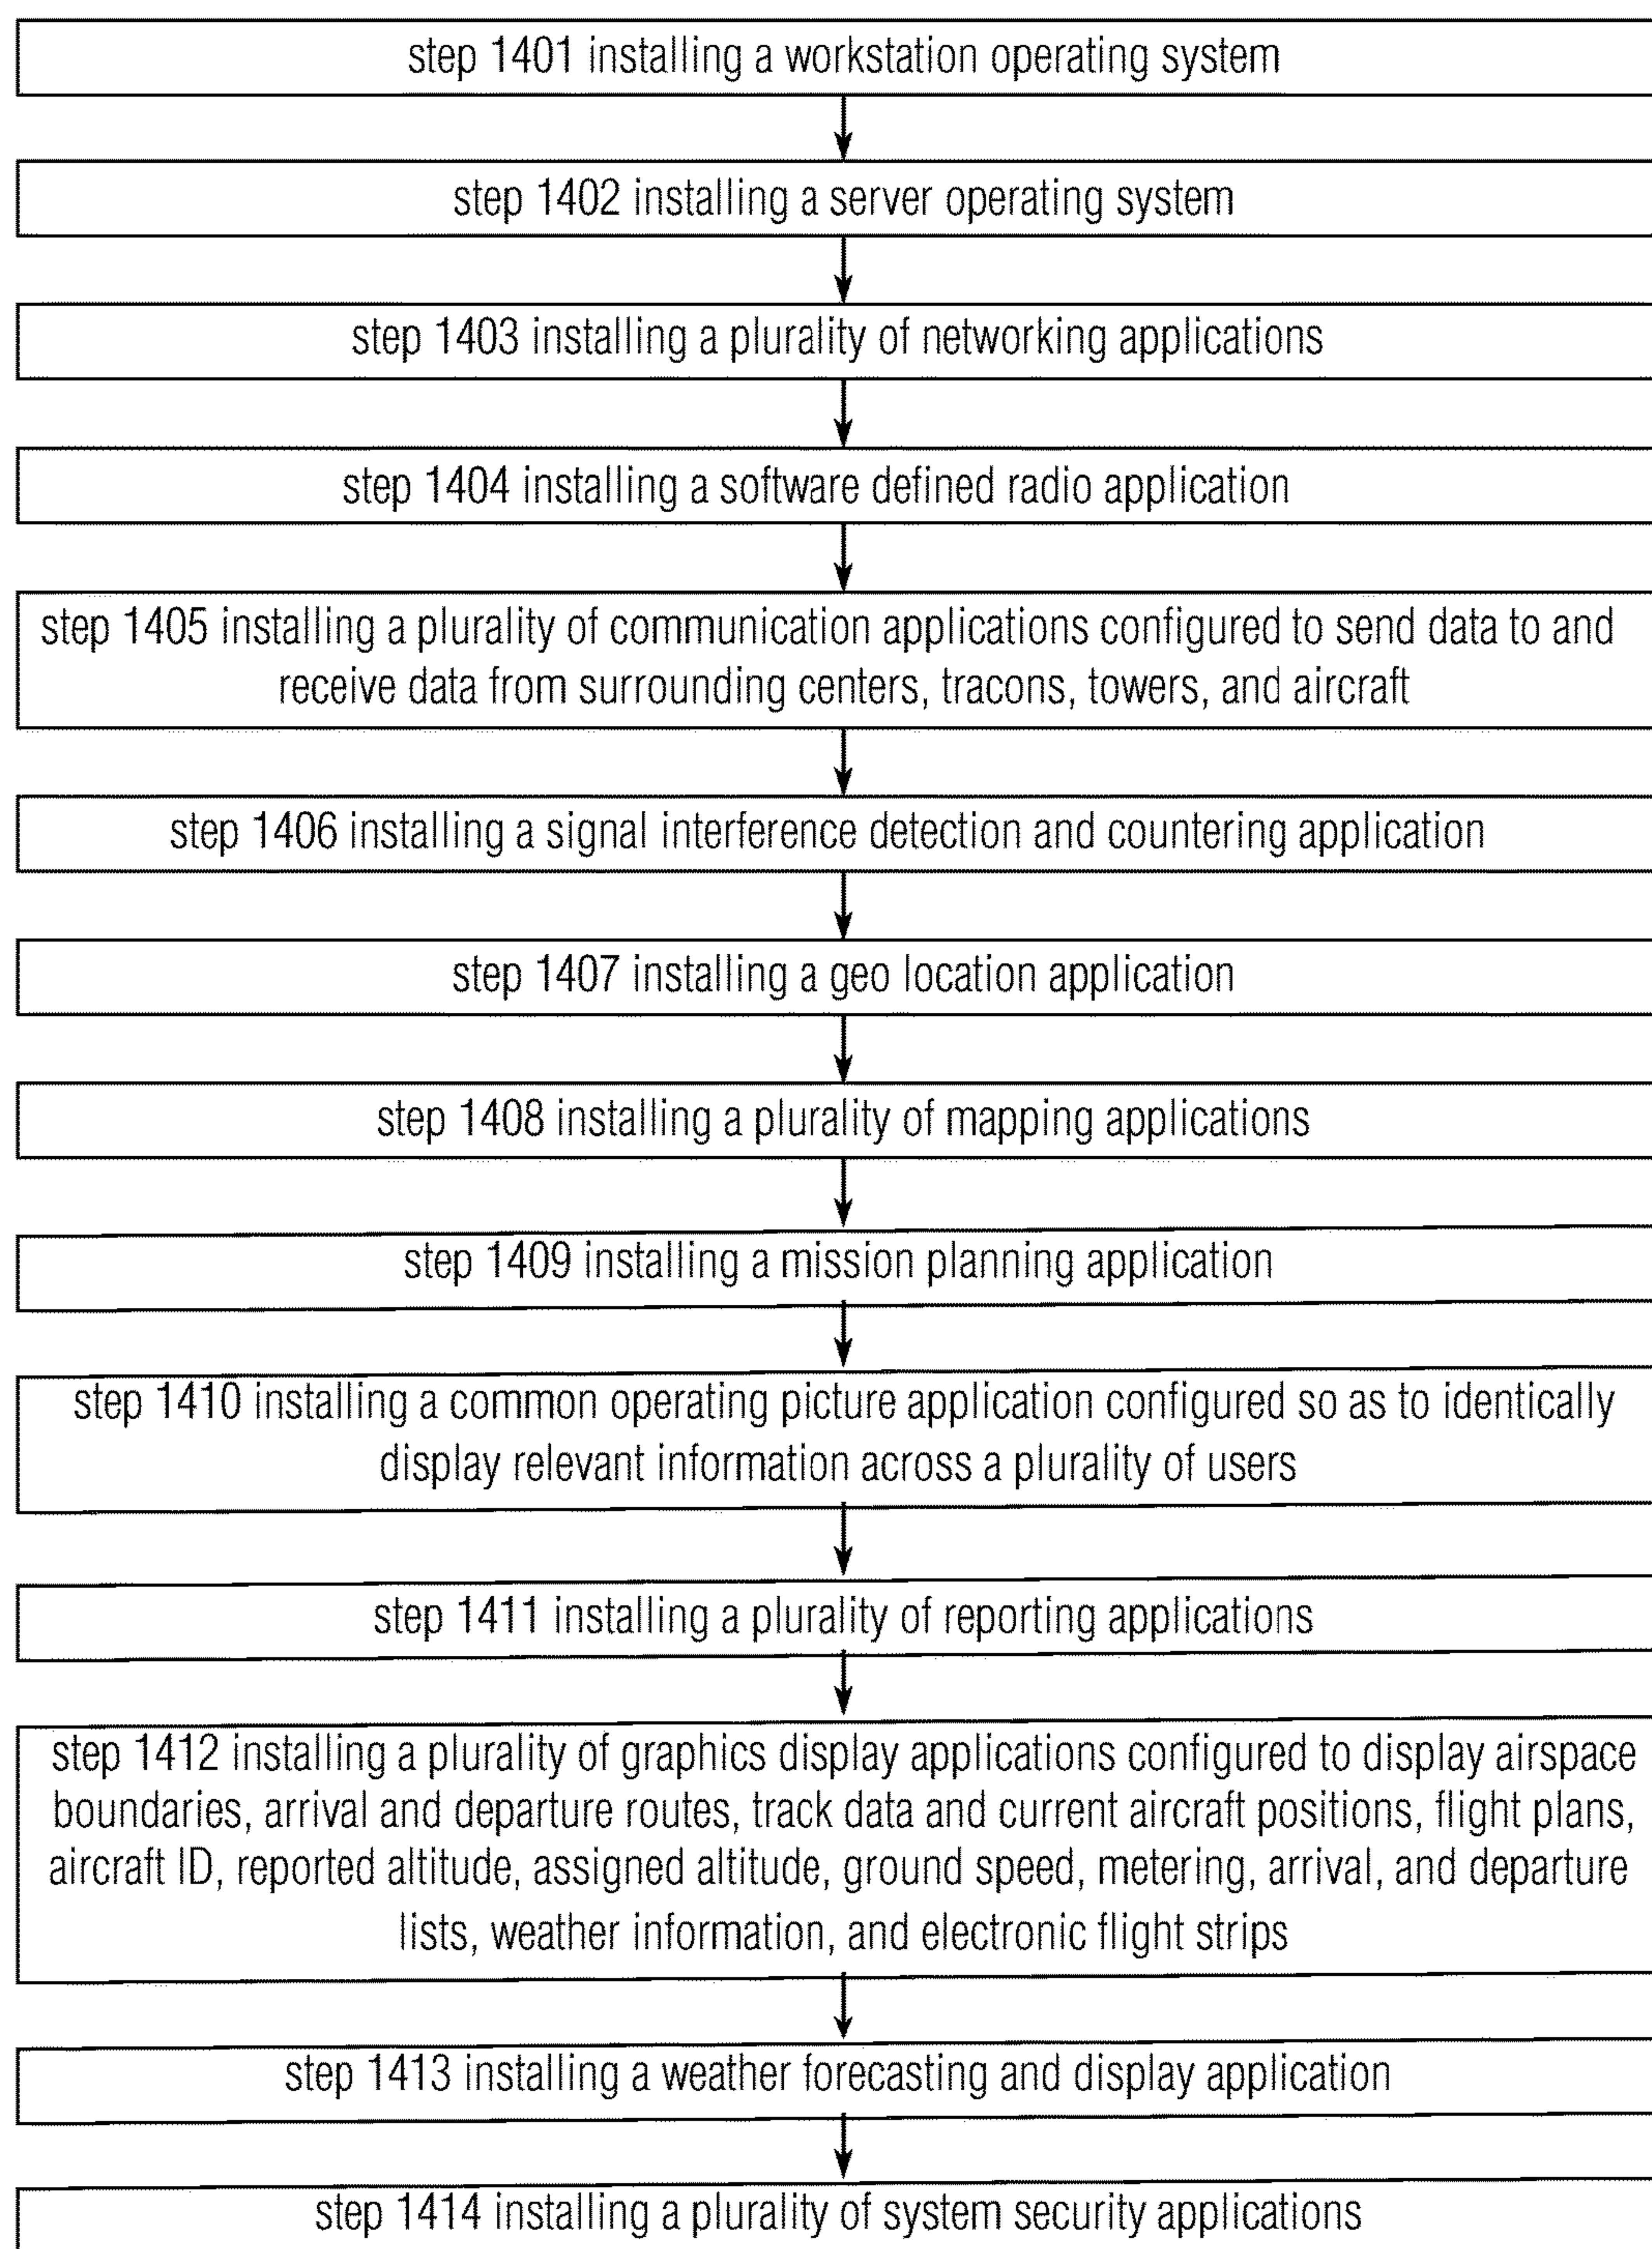 step 1401 installing a workstation operating system
step 1402 installing a server operating system
step 1403 installing a plurality of networking applications
step 1404 installing a software defined radio application
step 1405 installing a plurality of communication applications configured to send data to and
receive data from surrounding centers, tracons, towers, and aircraft
step 1406 installing a signal interference detection and countering application
step 1407 installing a geo location application
step 1408 installing a plurality of mapping applications
step 1409 installing a mission planning application
step 1410 installing a common operating picture application configured so as to identically
display relevant information across a plurality of users
step 1411 installing a plurality of reporting applications
step 1412 installing a plurality of graphics display applications configured to display airspace
boundaries, arrival and departure routes, track data and current aircraft positions, flight plans,
aircraft ID, reported altitude, assigned altitude, ground speed, metering, arrival, and departure
lists, weather information, and electronic flight strips
step 1413 installing a weather forecasting and display application
step 1414 installing a plurality of system security applications